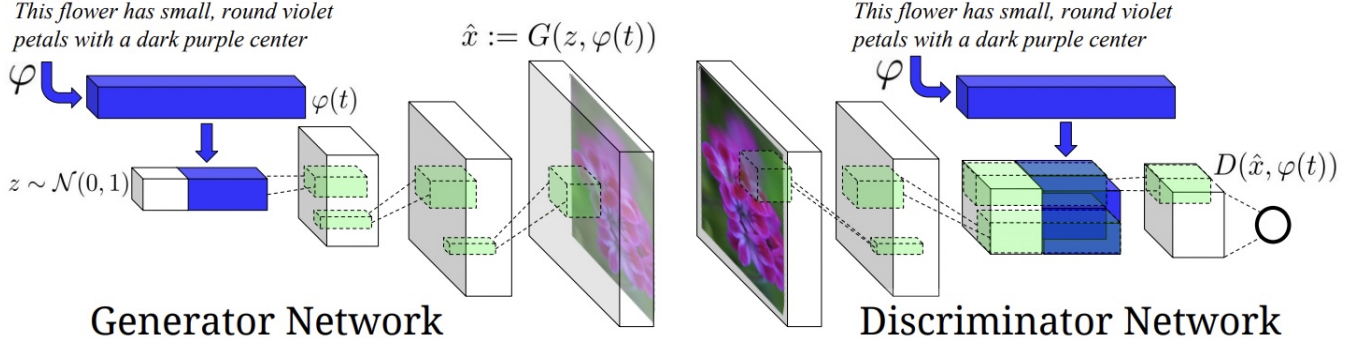 This flower has small, round violet
petals with a dark purple center
φ
φ(t)
z ∼ 𝒩(0, 1)
x̂ := G(z, φ(t))
Generator Network
This flower has small, round violet
petals with a dark purple center
φ
D(x̂, φ(t))
Discriminator Network